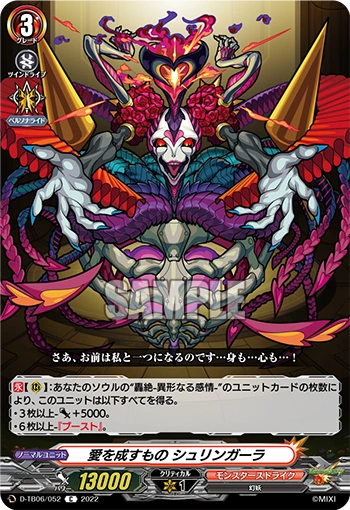 3
グレード
ツインドライブ
ペルソナライド
SAMPLE
さあ、お前は私と一つになるのです…身も…心も…！
【永】【(R)】：あなたのソウルの“轟絶-異形なる感情-”のユニットカードの枚数に
より、このユニットは以下すべてを得る。
・3枚以上- +5000。
・6枚以上-『ブースト』。
ノーマルユニット
愛を成すもの シュリンガーラ
パワー 13000
クリティカル 1
モンスターストライク
幻妖
D-TB06/052 C 2022
©MIXI